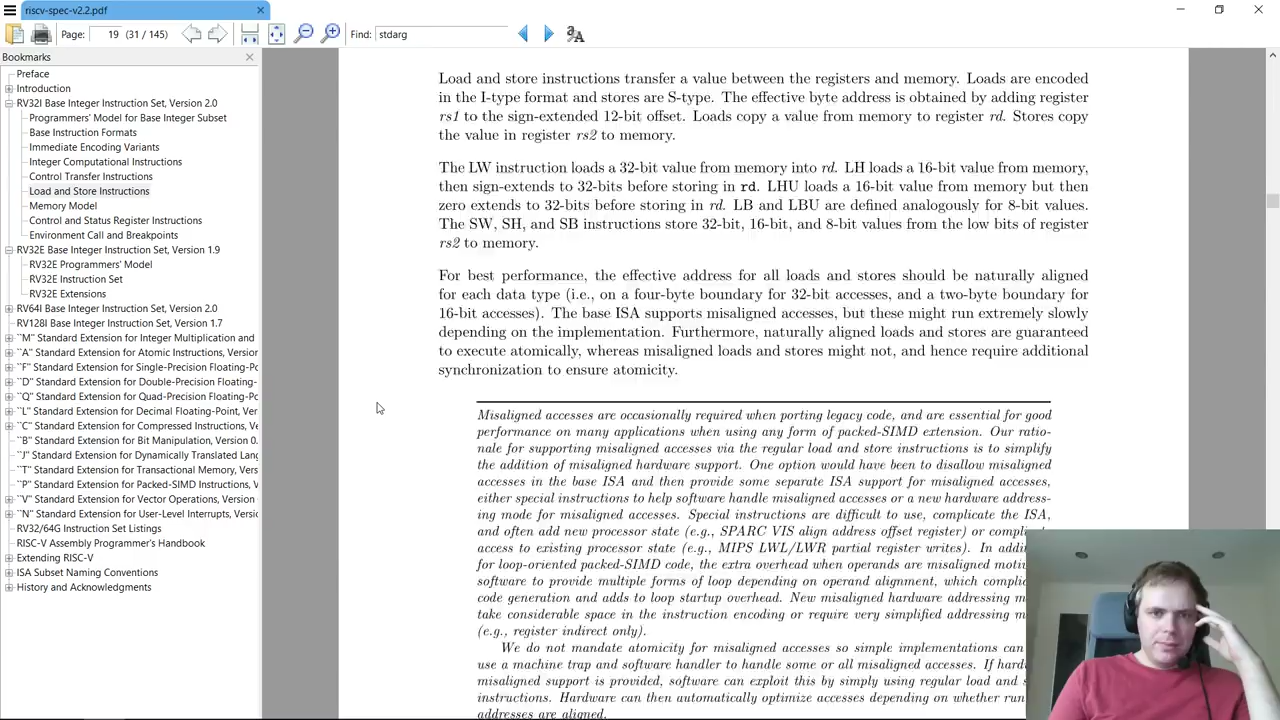 riscv-spec-v2.2.pdf
Page: 19 (31 / 145) Find: stdarg
Bookmarks
Preface
Introduction
RV32I Base Integer Instruction Set, Version 2.0
Programmers' Model for Base Integer Subset
Base Instruction Formats
Immediate Encoding Variants
Integer Computational Instructions
Control Transfer Instructions
Load and Store Instructions
Memory Model
Control and Status Register Instructions
Environment Call and Breakpoints
RV32E Base Integer Instruction Set, Version 1.9
RV32E Programmers' Model
RV32E Instruction Set
RV32E Extensions
RV64I Base Integer Instruction Set, Version 2.0
RV128I Base Integer Instruction Set, Version 1.7
``M'' Standard Extension for Integer Multiplication and
``A'' Standard Extension for Atomic Instructions, Version
``F'' Standard Extension for Single-Precision Floating-Po
``D'' Standard Extension for Double-Precision Floating-
``Q'' Standard Extension for Quad-Precision Floating-Po
``L'' Standard Extension for Decimal Floating-Point, Ver
``C'' Standard Extension for Compressed Instructions, Ve
``B'' Standard Extension for Bit Manipulation, Version 0.
``J'' Standard Extension for Dynamically Translated Lang
``T'' Standard Extension for Transactional Memory, Vers
``P'' Standard Extension for Packed-SIMD Instructions, V
``V'' Standard Extension for Vector Operations, Version
``N'' Standard Extension for User-Level Interrupts, Versio
RV32/64G Instruction Set Listings
RISC-V Assembly Programmer's Handbook
Extending RISC-V
ISA Subset Naming Conventions
History and Acknowledgments
Load and store instructions transfer a value between the registers and memory. Loads are encoded
in the I-type format and stores are S-type. The effective byte address is obtained by adding register
rs1 to the sign-extended 12-bit offset. Loads copy a value from memory to register rd. Stores copy
the value in register rs2 to memory.
The LW instruction loads a 32-bit value from memory into rd. LH loads a 16-bit value from memory,
then sign-extends to 32-bits before storing in rd. LHU loads a 16-bit value from memory but then
zero extends to 32-bits before storing in rd. LB and LBU are defined analogously for 8-bit values.
The SW, SH, and SB instructions store 32-bit, 16-bit, and 8-bit values from the low bits of register
rs2 to memory.
For best performance, the effective address for all loads and stores should be naturally aligned
for each data type (i.e., on a four-byte boundary for 32-bit accesses, and a two-byte boundary for
16-bit accesses). The base ISA supports misaligned accesses, but these might run extremely slowly
depending on the implementation. Furthermore, naturally aligned loads and stores are guaranteed
to execute atomically, whereas misaligned loads and stores might not, and hence require additional
synchronization to ensure atomicity.
Misaligned accesses are occasionally required when porting legacy code, and are essential for good
performance on many applications when using any form of packed-SIMD extension. Our ratio-
nale for supporting misaligned accesses via the regular load and store instructions is to simplify
the addition of misaligned hardware support. One option would have been to disallow misaligned
accesses in the base ISA and then provide some separate ISA support for misaligned accesses,
either special instructions to help software handle misaligned accesses or a new hardware address-
ing mode for misaligned accesses. Special instructions are difficult to use, complicate the ISA,
and often add new processor state (e.g., SPARC VIS align address offset register) or complic
access to existing processor state (e.g., MIPS LWL/LWR partial register writes). In addi
for loop-oriented packed-SIMD code, the extra overhead when operands are misaligned moti
software to provide multiple forms of loop depending on operand alignment, which compli
code generation and adds to loop startup overhead. New misaligned hardware addressing m
take considerable space in the instruction encoding or require very simplified addressing m
(e.g., register indirect only).
We do not mandate atomicity for misaligned accesses so simple implementations can
use a machine trap and software handler to handle some or all misaligned accesses. If hard
misaligned support is provided, software can exploit this by simply using regular load and s
instructions. Hardware can then automatically optimize accesses depending on whether run
addresses are aligned.